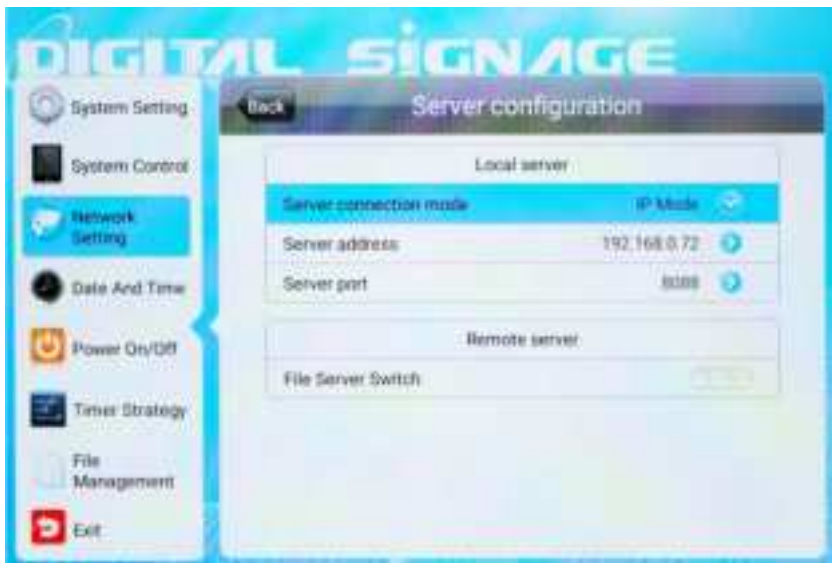 DIGITAL SIGNAGE
System Setting
System Control
Network
Setting
Date And Time
Power On/Off
Timer Strategy
File
Management
Exit
Back
Server configuration
Local server
Server connection mode
IP Mode
Server address
192.168.0.72
Server port
Remote server
File Server Switch